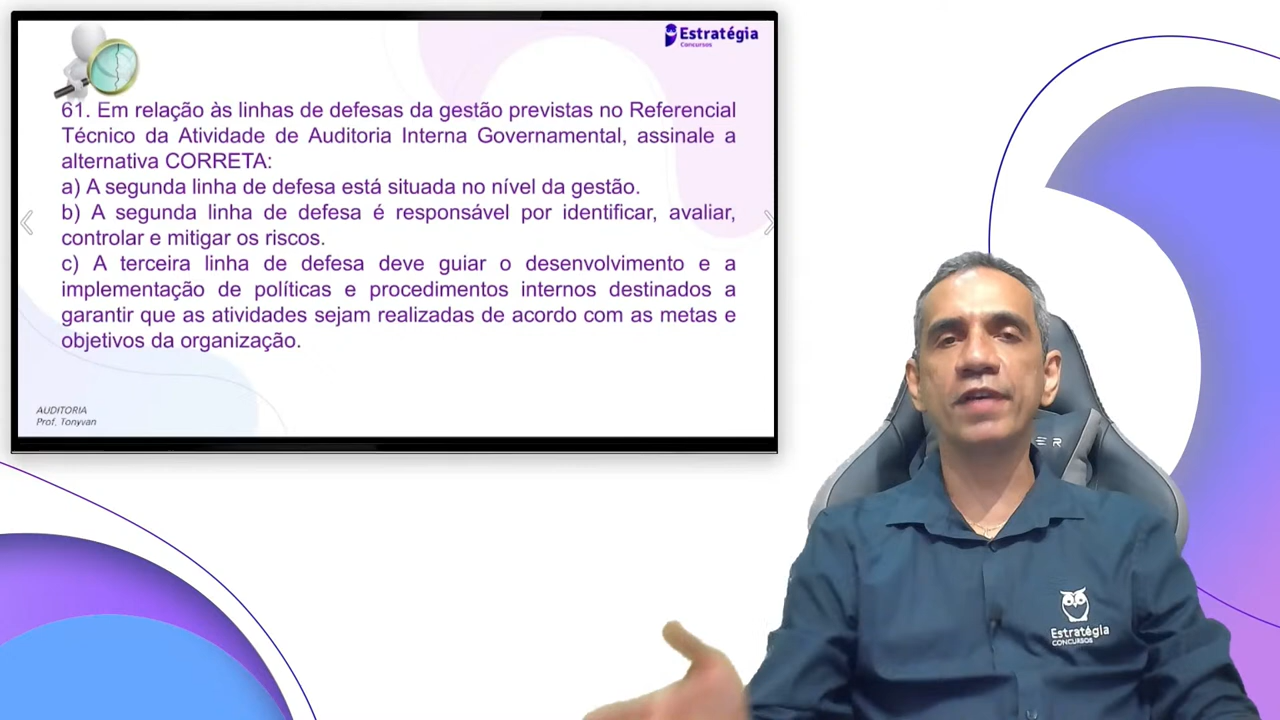 Estratégia
Concursos
61. Em relação às linhas de defesas da gestão previstas no Referencial
Técnico da Atividade de Auditoria Interna Governamental, assinale a
alternativa CORRETA:
a) A segunda linha de defesa está situada no nível da gestão.
b) A segunda linha de defesa é responsável por identificar, avaliar,
controlar e mitigar os riscos.
c) A terceira linha de defesa deve guiar o desenvolvimento e a
implementação de políticas e procedimentos internos destinados a
garantir que as atividades sejam realizadas de acordo com as metas e
objetivos da organização.
AUDITORIA
Prof. Tonyvan
Estratégia
CONCURSOS